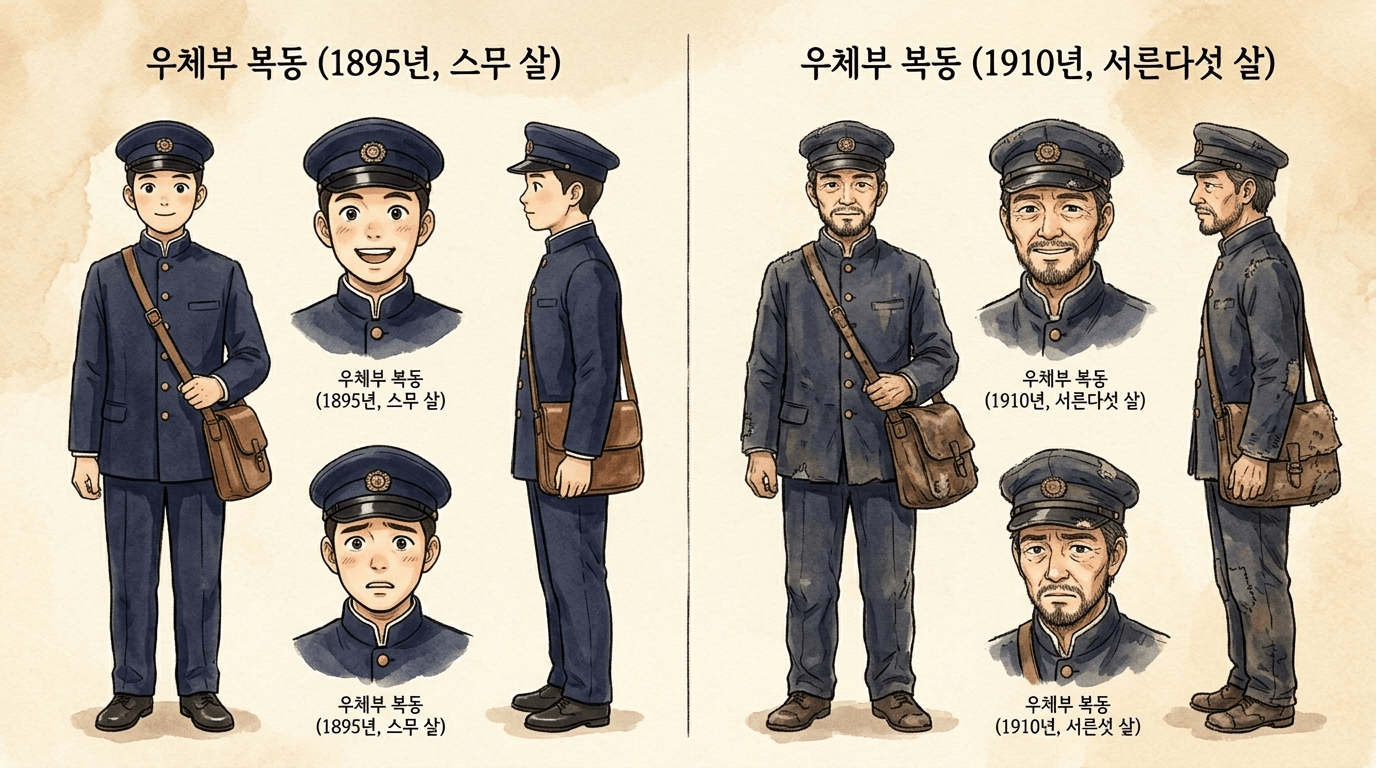 우체부 복동 (1895년, 스무 살)
우체부 복동
(1895년, 스무 살)
우체부 복동
(1895년, 스무 살)
우체부 복동 (1910년, 서른다섯 살)
우체부 복동
(1910년, 서른다섯 살)
우체부 복동
(1910년, 서른섯 살)